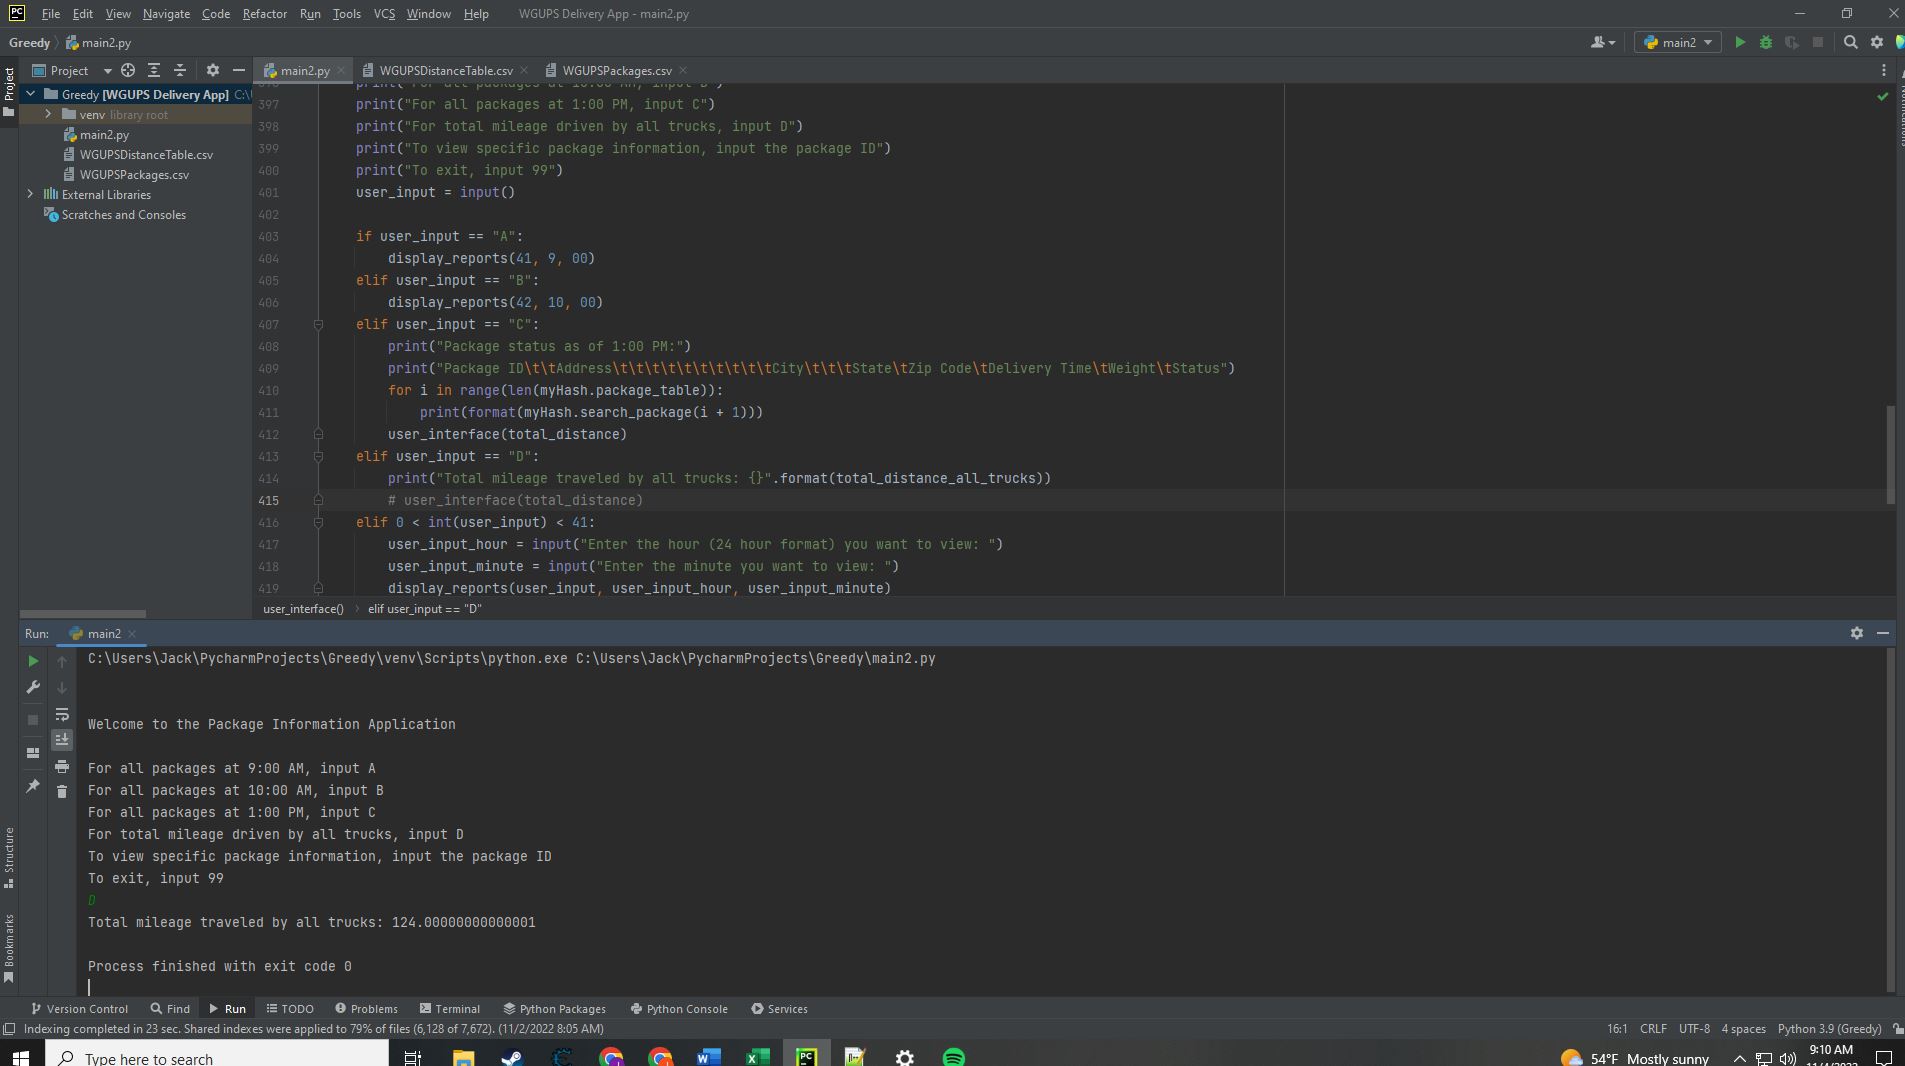 PC File Edit View Navigate Code Refactor Run Tools VCS Window Help WGUPS Delivery App - main2.py
Greedy main2.py main2
Project main2.py WGUPSDistanceTable.csv WGUPSPackages.csv
Project
Greedy [WGUPS Delivery App] C:\
venv library root
main2.py
WGUPSDistanceTable.csv
WGUPSPackages.csv
External Libraries
Scratches and Consoles
397 print("For all packages at 1:00 PM, input C")
398 print("For total mileage driven by all trucks, input D")
399 print("To view specific package information, input the package ID")
400 print("To exit, input 99")
401 user_input = input()
402
403 if user_input == "A":
404 display_reports(41, 9, 00)
405 elif user_input == "B":
406 display_reports(42, 10, 00)
407 elif user_input == "C":
408 print("Package status as of 1:00 PM:")
409 print("Package ID\t\tAddress\t\t\t\t\t\t\t\t\t\tCity\t\t\tState\tZip Code\tDelivery Time\tWeight\tStatus")
410 for i in range(len(myHash.package_table)):
411 print(format(myHash.search_package(i + 1)))
412 user_interface(total_distance)
413 elif user_input == "D":
414 print("Total mileage traveled by all trucks: {}".format(total_distance_all_trucks))
415 # user_interface(total_distance)
416 elif 0 < int(user_input) < 41:
417 user_input_hour = input("Enter the hour (24 hour format) you want to view: ")
418 user_input_minute = input("Enter the minute you want to view: ")
419 display_reports(user_input, user_input_hour, user_input_minute)
user_interface() elif user_input == "D"
Run: main2
C:\Users\Jack\PycharmProjects\Greedy\venv\Scripts\python.exe C:\Users\Jack\PycharmProjects\Greedy\main2.py
Welcome to the Package Information Application
For all packages at 9:00 AM, input A
For all packages at 10:00 AM, input B
For all packages at 1:00 PM, input C
For total mileage driven by all trucks, input D
To view specific package information, input the package ID
To exit, input 99
D
Total mileage traveled by all trucks: 124.00000000000001
Process finished with exit code 0
Structure
Bookmarks
Version Control Find Run TODO Problems Terminal Python Packages Python Console Services
Indexing completed in 23 sec. Shared indexes were applied to 79% of files (6,128 of 7,672). (11/2/2022 8:05 AM) 16:1 CRLF UTF-8 4 spaces Python 3.9 (Greedy)
Type here to search PC 54°F Mostly sunny 9:10 AM